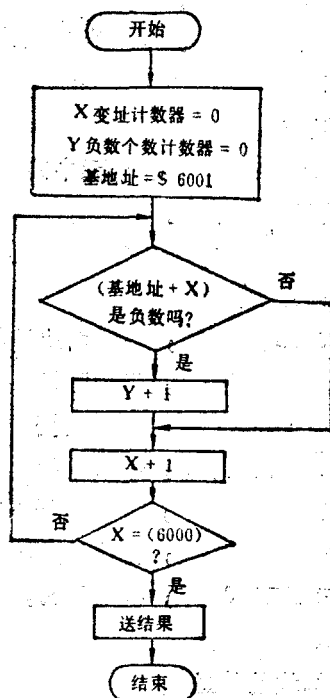 开始
X 变址计数器 = 0
Y 负数个数计数器 = 0
基地址 = $ 6001
(基地址 + X)
是负数吗?
否
是
Y + 1
X + 1
否
X = (6000)
?
是
送结果
结束